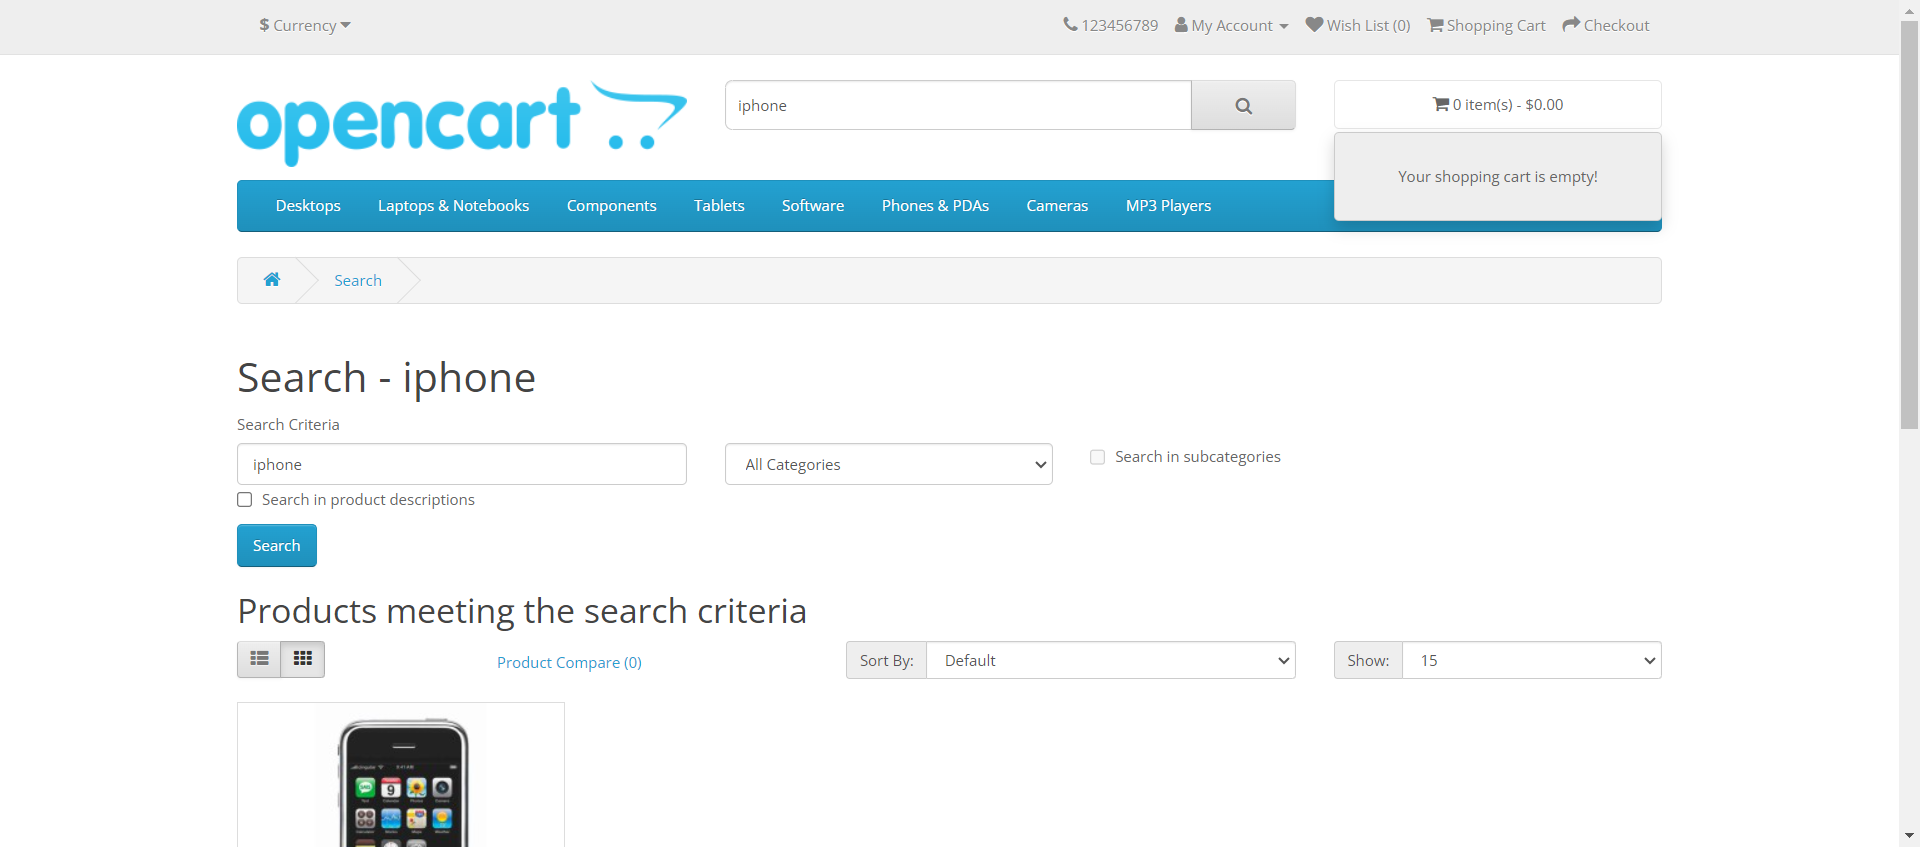 $ Currency
123456789 My Account Wish List (0) Shopping Cart Checkout
opencart
iphone
0 item(s) - $0.00
Your shopping cart is empty!
Desktops Laptops & Notebooks Components Tablets Software Phones & PDAs Cameras MP3 Players
Search
Search - iphone
Search Criteria
iphone
All Categories
Search in subcategories
Search in product descriptions
Search
Products meeting the search criteria
Product Compare (0)
Sort By: Default
Show: 15
9